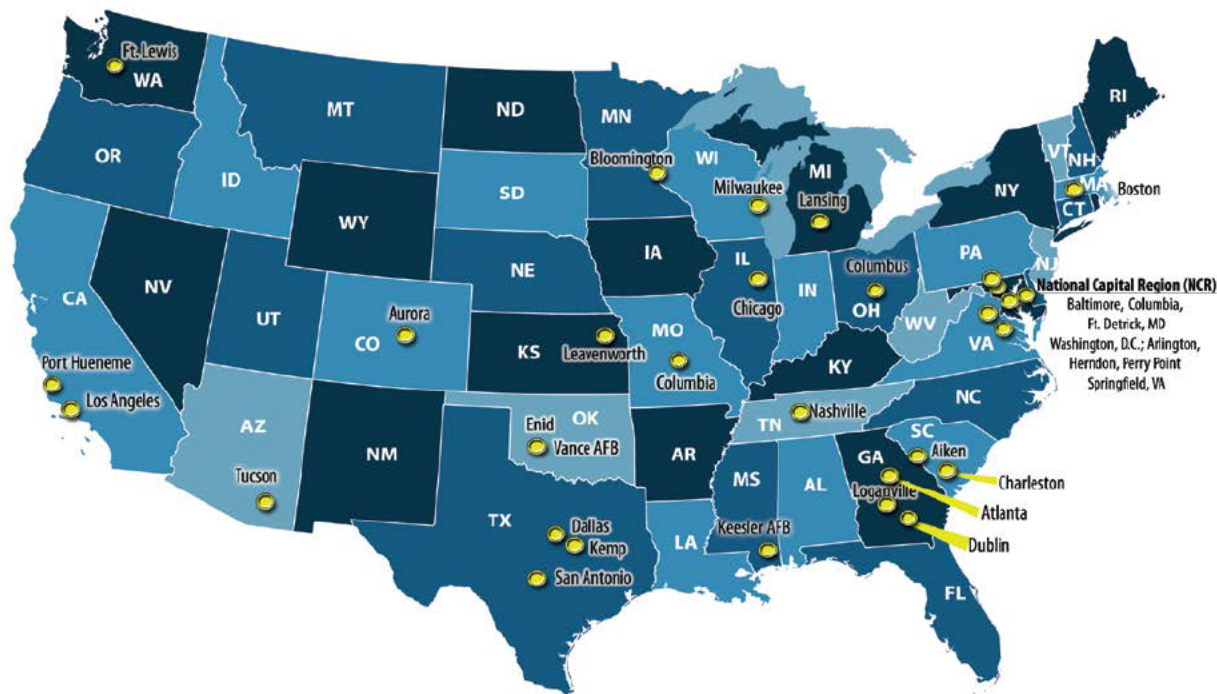 Ft. Lewis
WA
MT
ND
MN
OR
ID
Bloomington
WI
Milwaukee
MI
Lansing
SD
WY
RI
VT
NH
NY
MA
Boston
CT
IA
NE
PA
NJ
IL
Chicago
IN
Columbus
OH
National Capital Region (NCR)
Baltimore, Columbia,
Ft. Detrick, MD
Washington, D.C.; Arlington,
Herndon, Perry Point
Springfield, VA
CA
NV
UT
Aurora
CO
KS
Leavenworth
MO
Columbia
WV
VA
KY
Port Hueneme
Los Angeles
AZ
Tucson
NM
OK
Enid
Vance AFB
AR
TN
Nashville
NC
SC
Aiken
Charleston
GA
Atlanta
Loganville
Dublin
TX
Dallas
Kemp
San Antonio
LA
MS
Keesler AFB
AL
FL